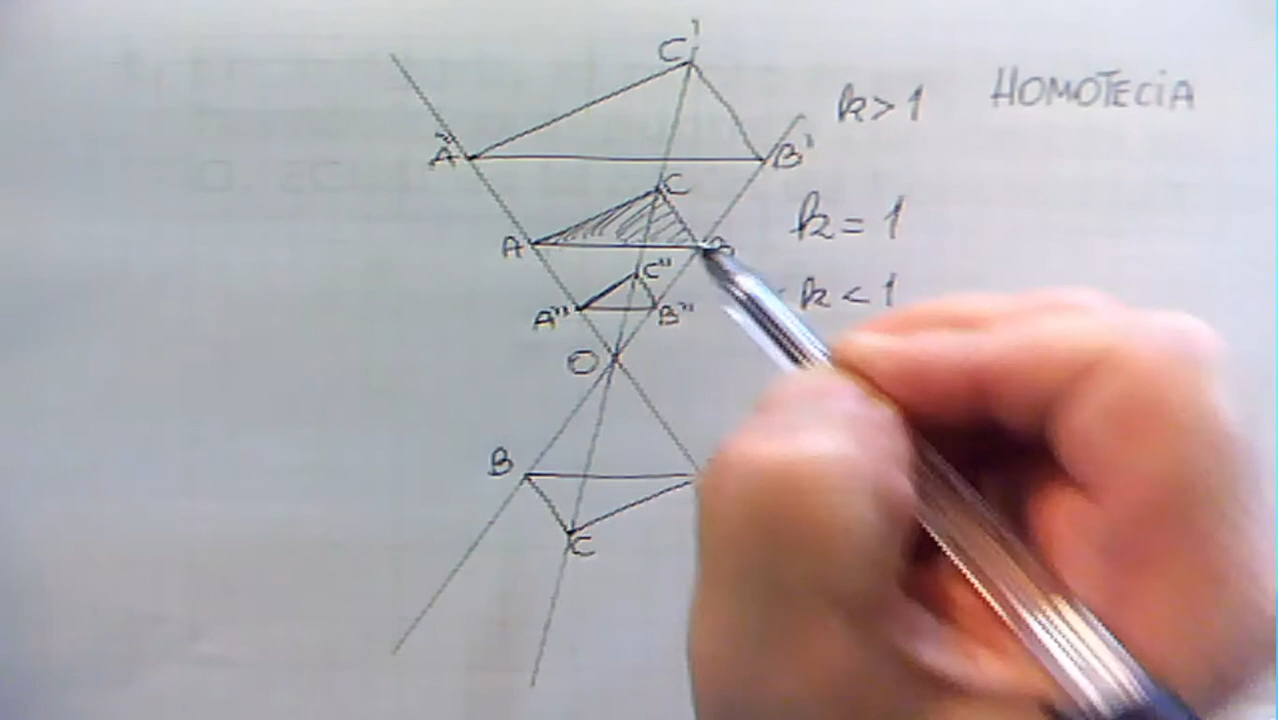 C'
HOMOTECIA
k > 1
A' B'
C
k = 1
A B
C"
k < 1
A" B"
O
B
C